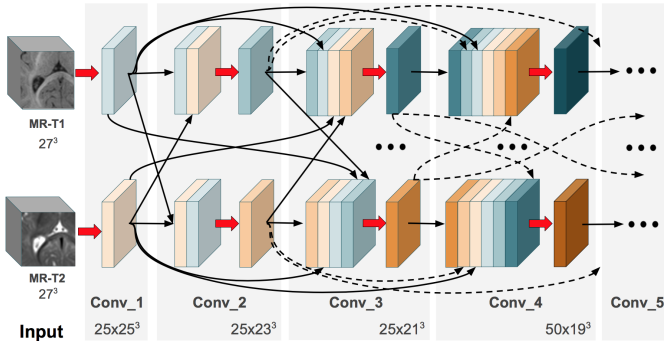 MR-T1
27³
MR-T2
27³
Input
Conv_1
25x25³
Conv_2
25x23³
Conv_3
25x21³
Conv_4
50x19³
Conv_5